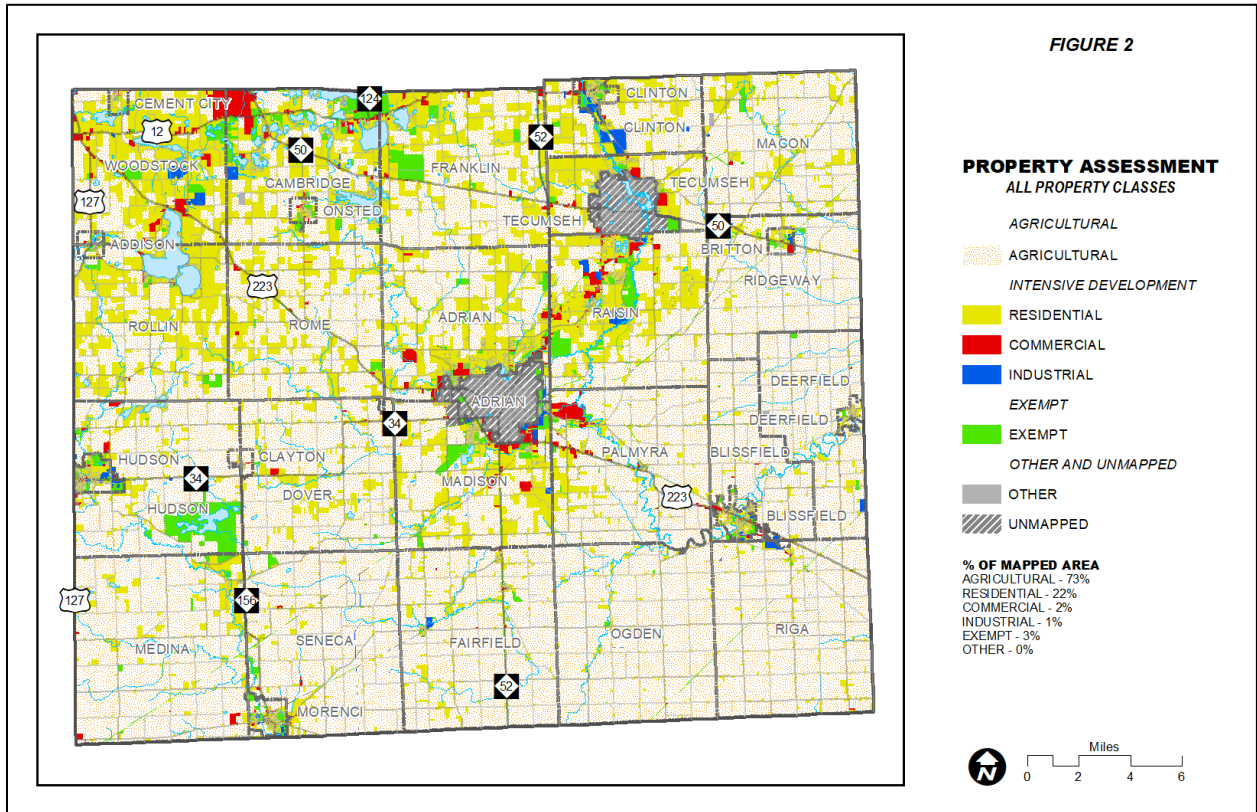 FIGURE 2
CEMENT CITY
124
CLINTON
12
52
CLINTON
50
MACON
WOODSTOCK
FRANKLIN
CAMBRIDGE
TECUMSEH
127
ONSTED
TECUMSEH
50
ADDISON
BRITTON
223
RIDGEWAY
ROLLIN
ROME
ADRIAN
RAISIN
DEERFIELD
ADRIAN
34
DEERFIELD
HUDSON
CLAYTON
PALMYRA
BLISSFIELD
34
MADISON
DOVER
223
HUDSON
BLISSFIELD
127
156
SENECA
FAIRFIELD
OGDEN
RIGA
MEDINA
52
MORENCI
PROPERTY ASSESSMENT
ALL PROPERTY CLASSES
AGRICULTURAL
AGRICULTURAL
INTENSIVE DEVELOPMENT
RESIDENTIAL
COMMERCIAL
INDUSTRIAL
EXEMPT
EXEMPT
OTHER AND UNMAPPED
OTHER
UNMAPPED
% OF MAPPED AREA
AGRICULTURAL - 73%
RESIDENTIAL - 22%
COMMERCIAL - 2%
INDUSTRIAL - 1%
EXEMPT - 3%
OTHER - 0%
N
Miles
0 2 4 6